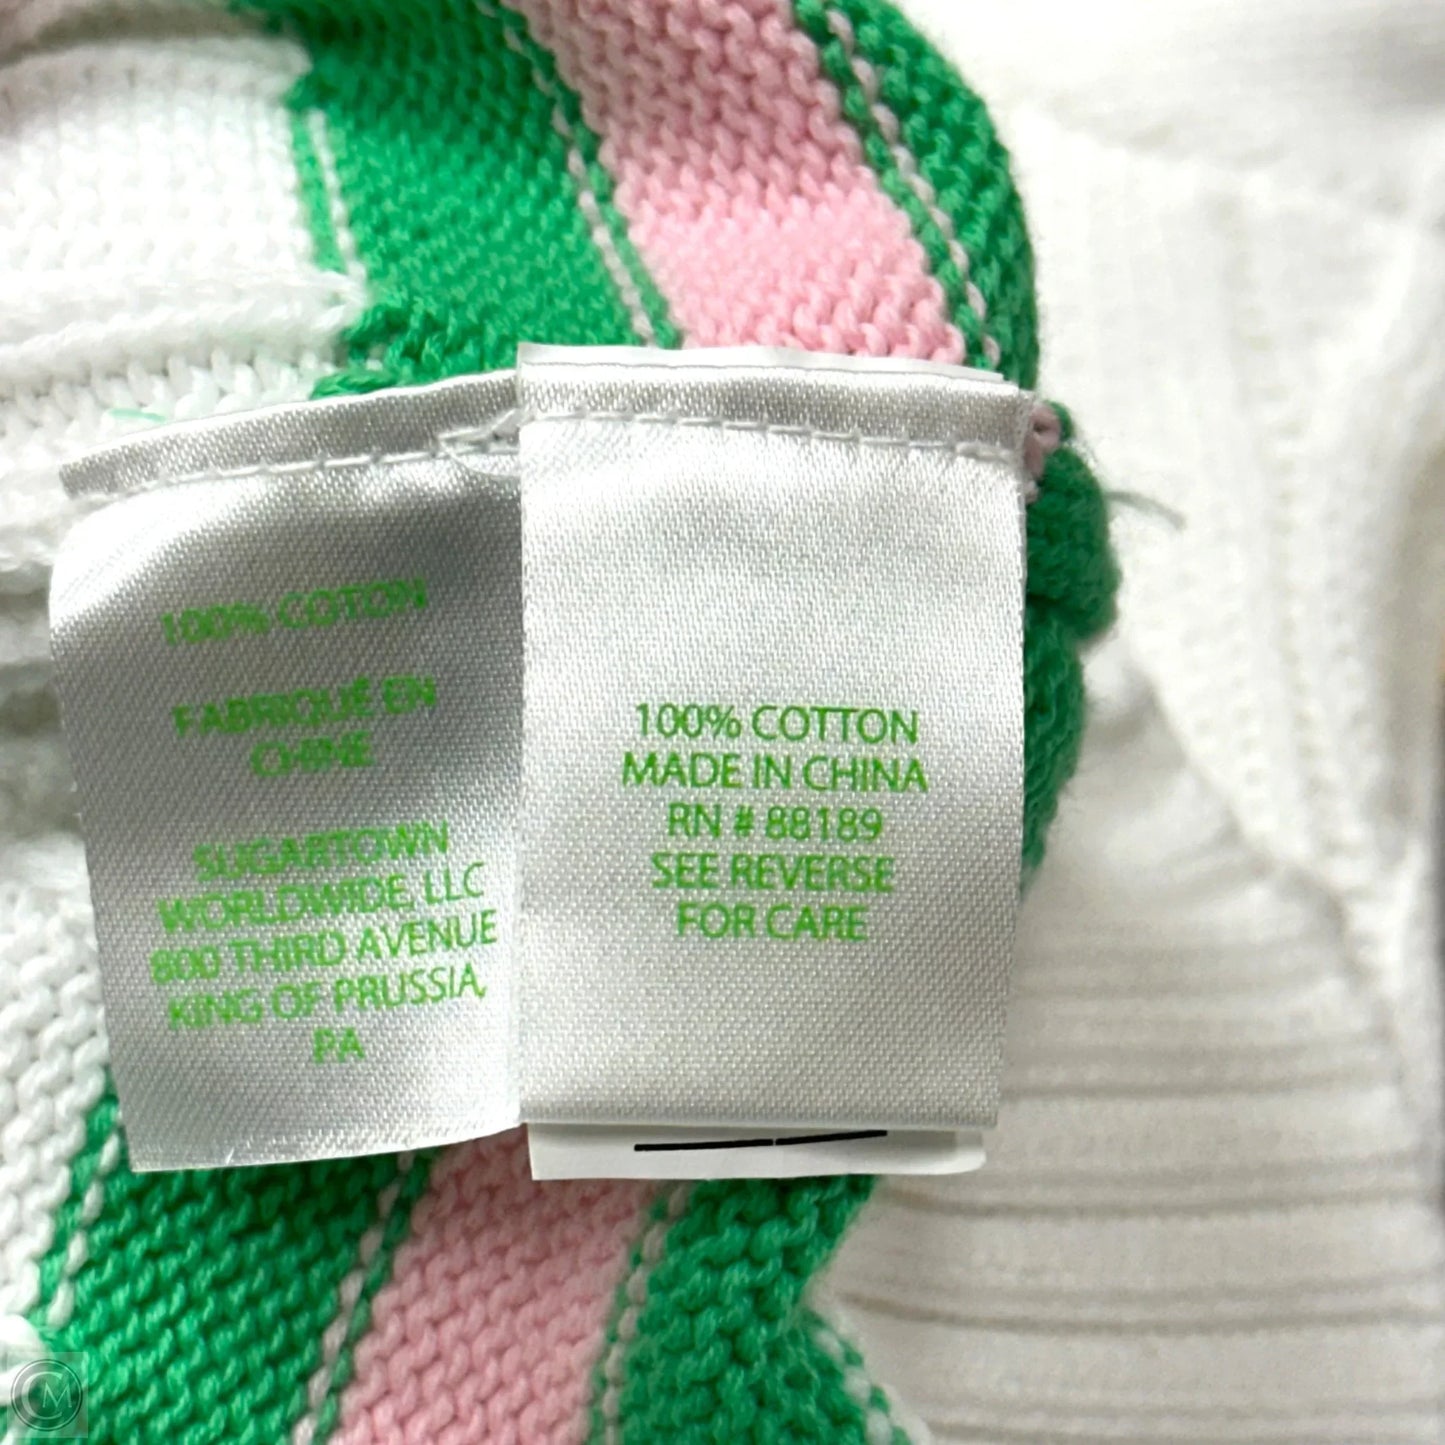 100% COTON
FABRIQUÉ EN
CHINE
SUGARTOWN
WORLDWIDE, LLC
800 THIRD AVENUE
KING OF PRUSSIA,
PA
100% COTTON
MADE IN CHINA
RN # 88189
SEE REVERSE
FOR CARE
CM